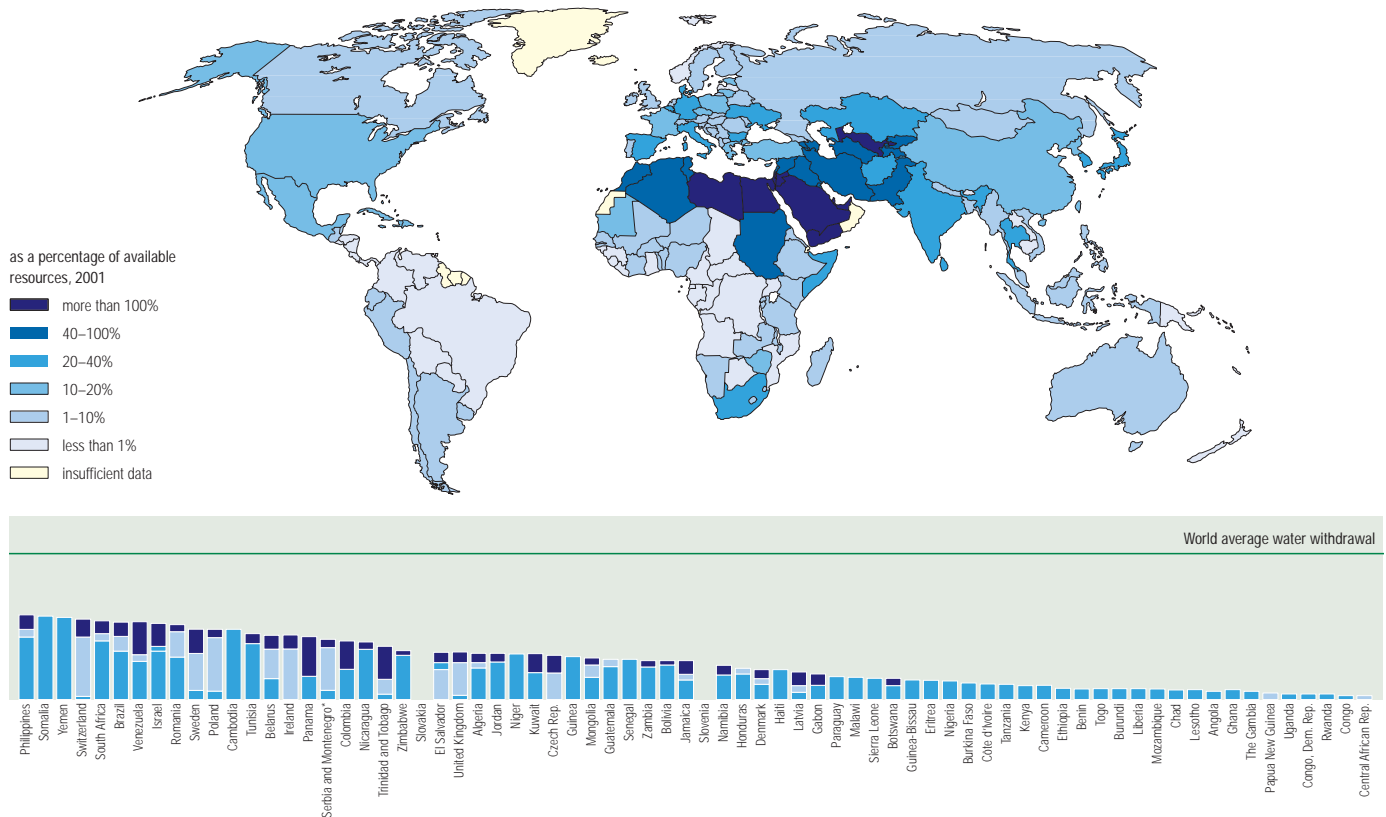 as a percentage of available
resources, 2001
more than 100%
40–100%
20–40%
10–20%
1–10%
less than 1%
insufficient data
World average water withdrawal
Philippines
Somalia
Yemen
Switzerland
South Africa
Brazil
Venezuela
Israel
Romania
Sweden
Poland
Cambodia
Tunisia
Belarus
Ireland
Panama
Serbia and Montenegro*
Colombia
Nicaragua
Trinidad and Tobago
Zimbabwe
Slovakia
El Salvador
United Kingdom
Algeria
Jordan
Niger
Kuwait
Czech Rep.
Guinea
Mongolia
Guatemala
Senegal
Zambia
Bolivia
Jamaica
Slovenia
Namibia
Honduras
Denmark
Haiti
Latvia
Gabon
Paraguay
Malawi
Sierra Leone
Botswana
Guinea-Bissau
Eritrea
Nigeria
Burkina Faso
Côte d'Ivoire
Tanzania
Kenya
Cameroon
Ethiopia
Benin
Togo
Burundi
Liberia
Mozambique
Chad
Lesotho
Angola
Ghana
The Gambia
Papua New Guinea
Uganda
Congo. Dem. Rep.
Rwanda
Congo
Central African Rep.